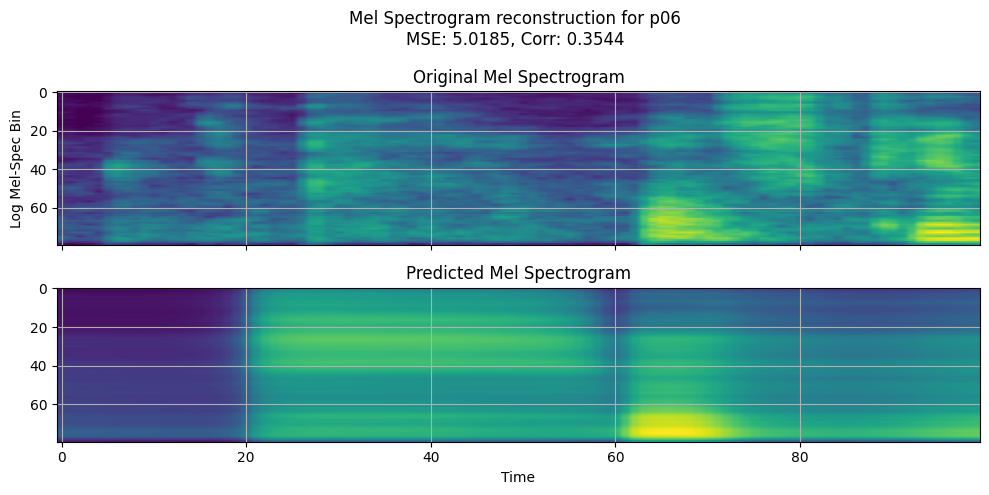 Mel Spectrogram reconstruction for p06
MSE: 5.0185, Corr: 0.3544
Original Mel Spectrogram
Log Mel-Spec Bin
0
20
40
60
Predicted Mel Spectrogram
0
20
40
60
0 20 40 60 80
Time